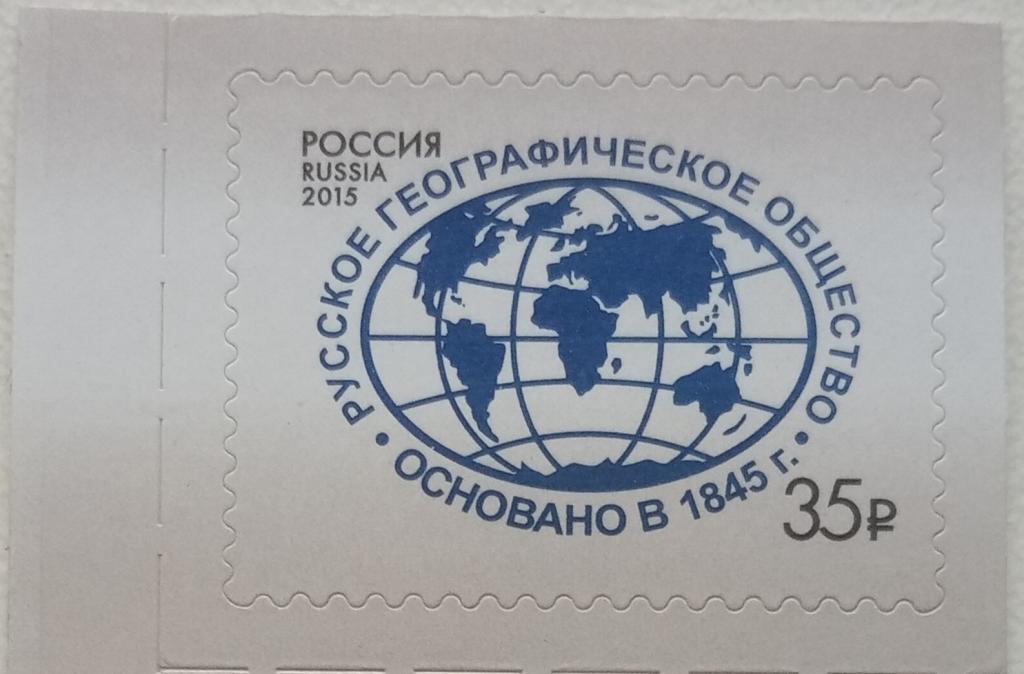 РОССИЯ
RUSSIA
2015
РУССКОЕ ГЕОГРАФИЧЕСКОЕ ОБЩЕСТВО
• ОСНОВАНО В 1845 г. •
35₽